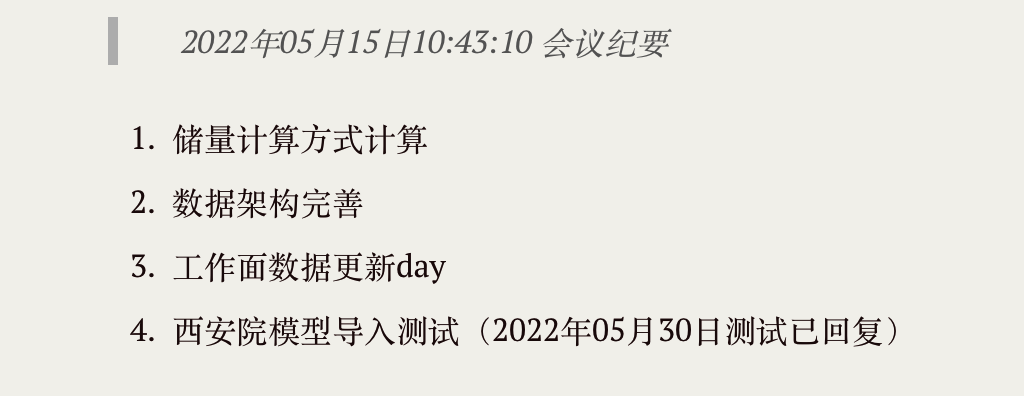 2022年05月15日10:43:10 会议纪要
1. 储量计算方式计算
2. 数据架构完善
3. 工作面数据更新day
4. 西安院模型导入测试（2022年05月30日测试已回复）